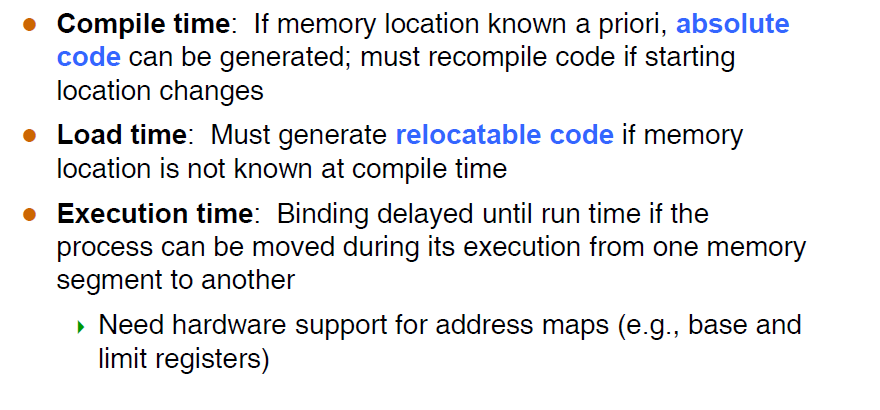 Compile time: If memory location known a priori, absolute
code can be generated; must recompile code if starting
location changes
Load time: Must generate relocatable code if memory
location is not known at compile time
Execution time: Binding delayed until run time if the
process can be moved during its execution from one memory
segment to another
Need hardware support for address maps (e.g., base and
limit registers)